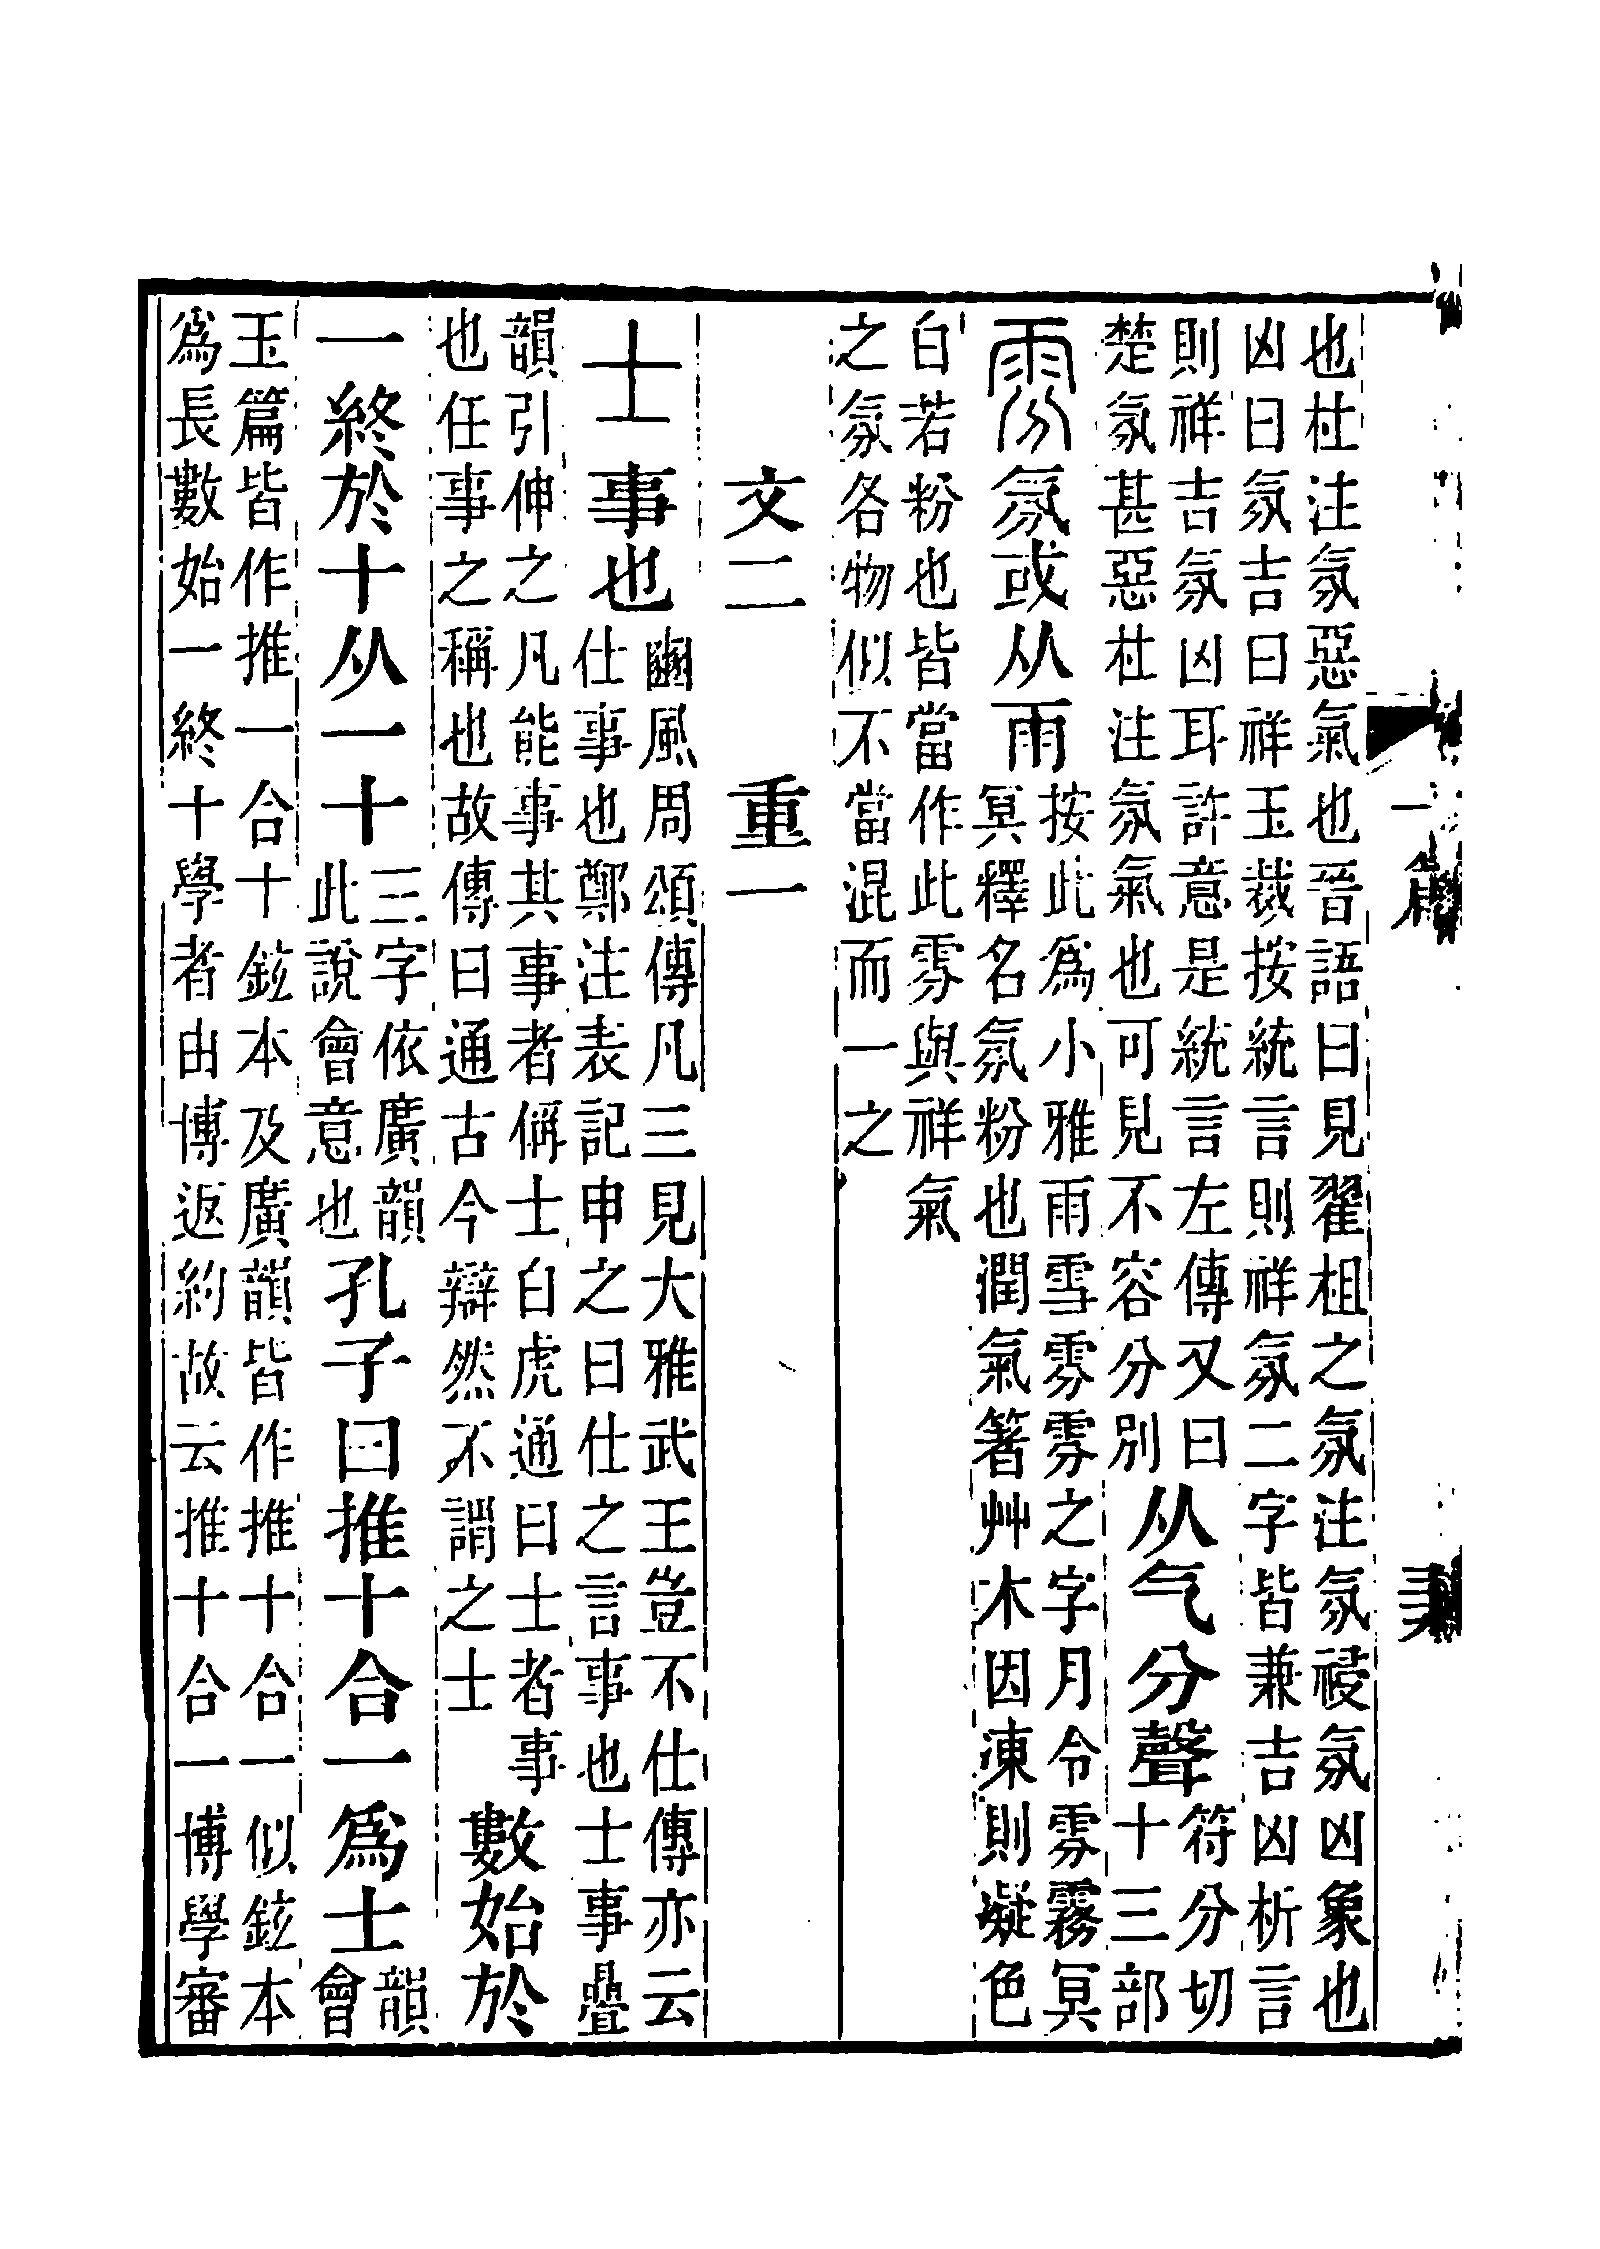 一篇
也杜注氛惡氣也晉語曰見翟柤之氛注氛祲氛凶象也
凶曰氛吉曰祥玉裁按統言則祥氛二字皆兼吉凶析言
則祥吉氛凶耳許意是統言左傳又曰
楚氛甚惡杜注氛氣也可見不容分別
从气分聲
符分切
十三部
雰氛或从雨
按此爲小雅雨雪雰雰之字月令雰霧冥
冥釋名氛粉也潤氣箸艸木因凍則凝色
白若粉也皆當作此雰與祥氣
之氛各物似不當混而一之
文二　重一
士事也
豳風周頌傳凡三見大雅武王豈不仕傳亦云
仕事也鄭注表記申之曰仕之言事也士事曡
韻引伸之凡能事其事者偁士白虎通曰士者事
也任事之稱也故傳曰通古今辯然不謂之士
數始於
一終於十从一十
三字依廣韻
此說會意也
孔子曰推十合一爲士
韻
會
玉篇皆作推一合十鉉本及廣韻皆作推十合一似鉉本
爲長數始一終十學者由博返約故云推十合一博學審